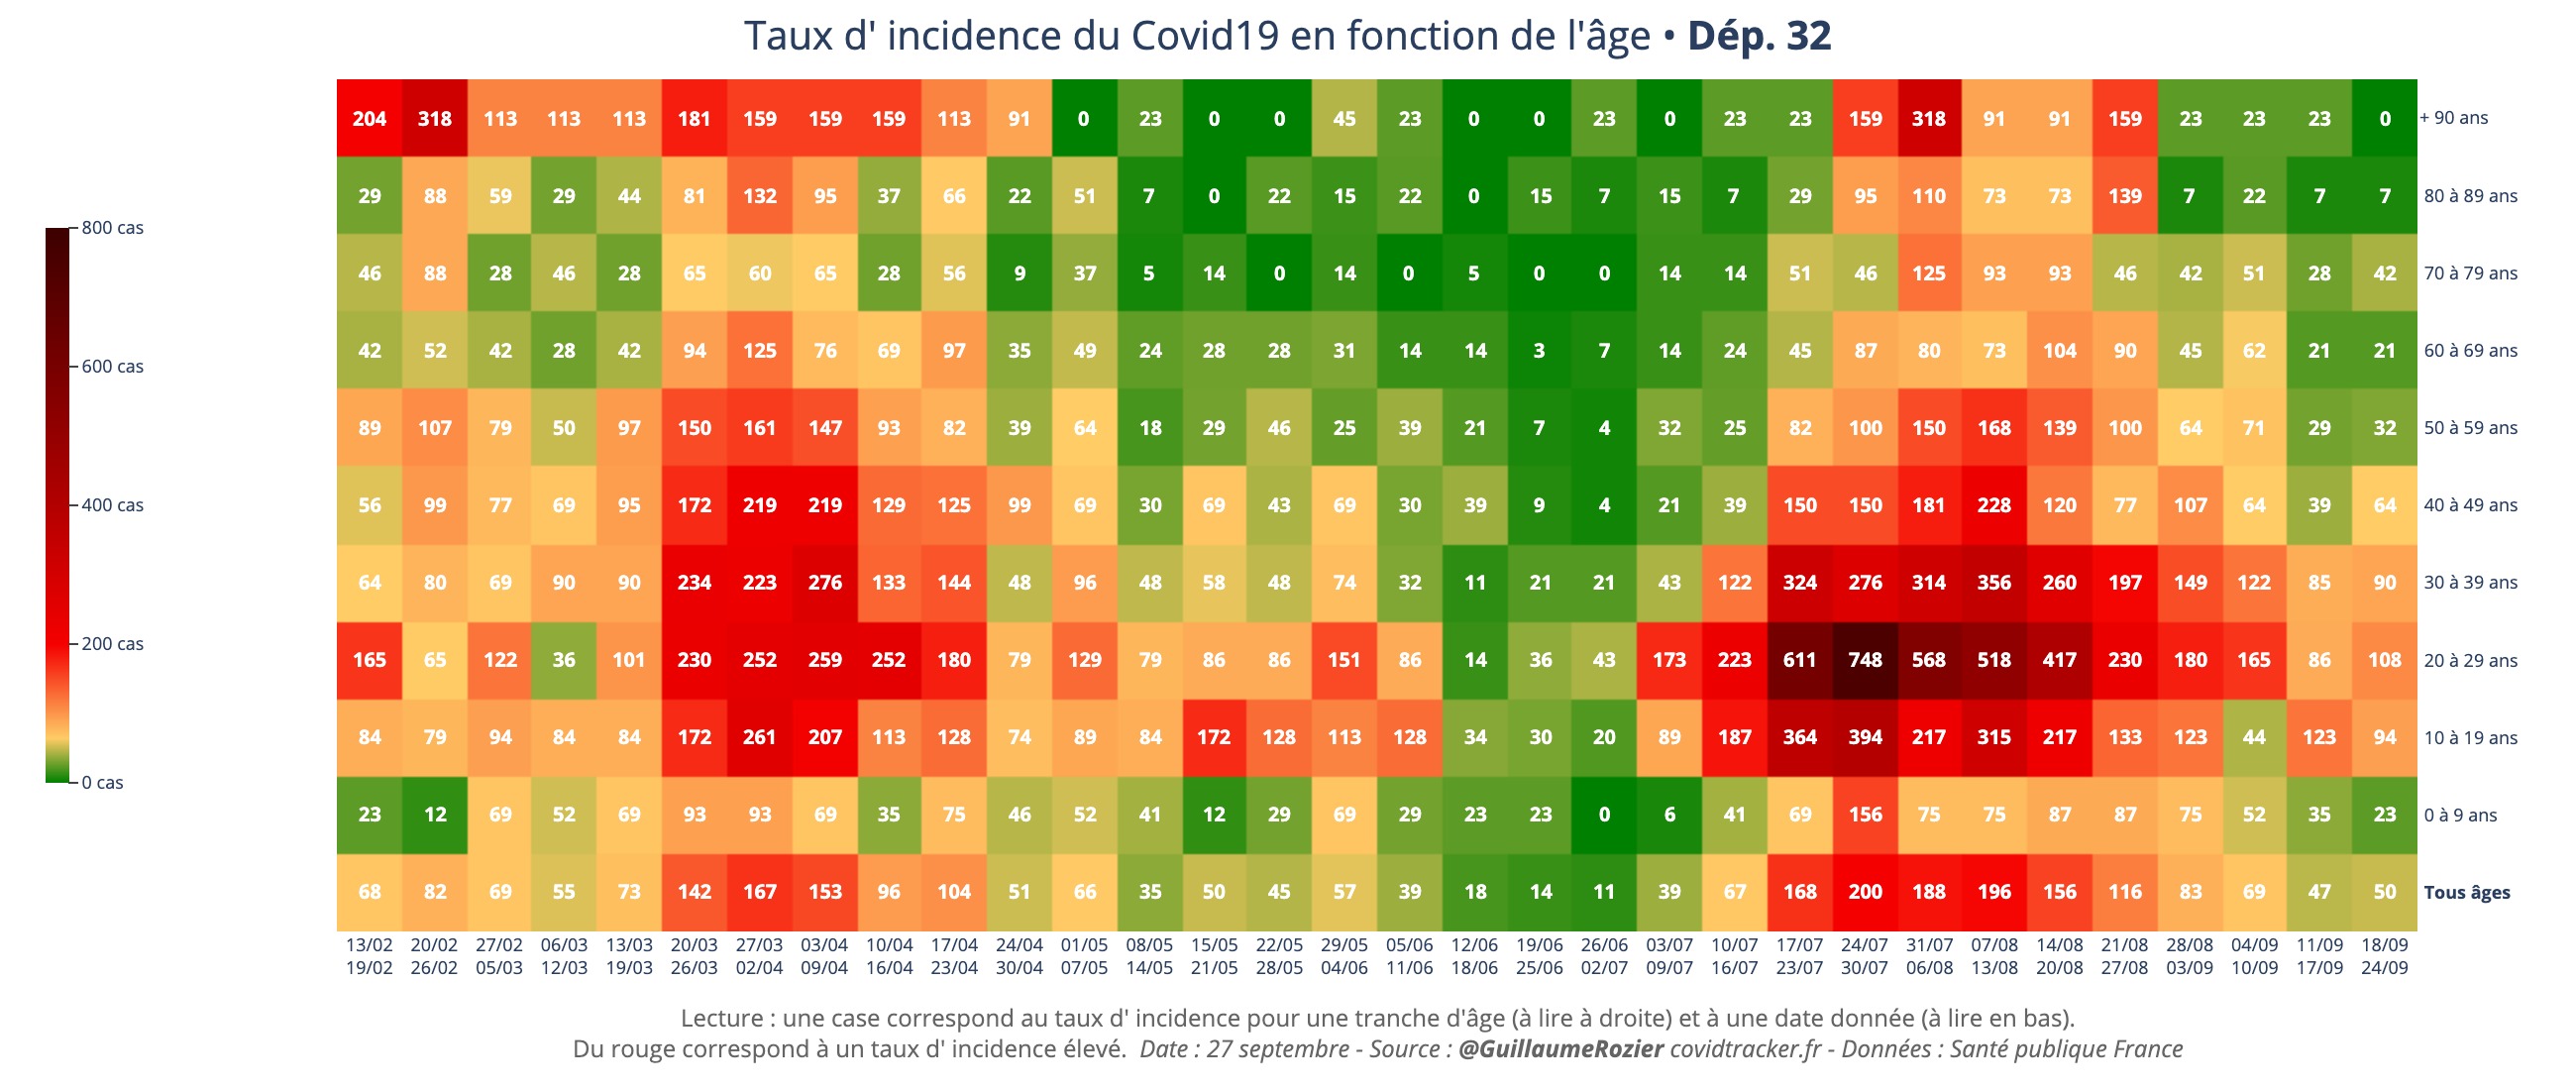 Taux d' incidence du Covid19 en fonction de l'âge • Dép. 32
800 cas
600 cas
400 cas
200 cas
0 cas
204 318 113 113 113 181 159 159 159 113 91 0 23 0 0 45 23 0 0 23 0 23 23 159 318 91 91 159 23 23 23 0 + 90 ans
29 88 59 29 44 81 132 95 37 66 22 51 7 0 22 15 22 0 15 7 15 7 29 95 110 73 73 139 7 22 7 7 80 à 89 ans
46 88 28 46 28 65 60 65 28 56 9 37 5 14 0 14 0 5 0 0 14 14 51 46 125 93 93 46 42 51 28 42 70 à 79 ans
42 52 42 28 42 94 125 76 69 97 35 49 24 28 28 31 14 14 3 7 14 24 45 87 80 73 104 90 45 62 21 21 60 à 69 ans
89 107 79 50 97 150 161 147 93 82 39 64 18 29 46 25 39 21 7 4 32 25 82 100 150 168 139 100 64 71 29 32 50 à 59 ans
56 99 77 69 95 172 219 219 129 125 99 69 30 69 43 69 30 39 9 4 21 39 150 150 181 228 120 77 107 64 39 64 40 à 49 ans
64 80 69 90 90 234 223 276 133 144 48 96 48 58 48 74 32 11 21 21 43 122 324 276 314 356 260 197 149 122 85 90 30 à 39 ans
165 65 122 36 101 230 252 259 252 180 79 129 79 86 86 151 86 14 36 43 173 223 611 748 568 518 417 230 180 165 86 108 20 à 29 ans
84 79 94 84 84 172 261 207 113 128 74 89 84 172 128 113 128 34 30 20 89 187 364 394 217 315 217 133 123 44 123 94 10 à 19 ans
23 12 69 52 69 93 93 69 35 75 46 52 41 12 29 69 29 23 23 0 6 41 69 156 75 75 87 87 75 52 35 23 0 à 9 ans
68 82 69 55 73 142 167 153 96 104 51 66 35 50 45 57 39 18 14 11 39 67 168 200 188 196 156 116 83 69 47 50 Tous âges
13/02 20/02 27/02 06/03 13/03 20/03 27/03 03/04 10/04 17/04 24/04 01/05 08/05 15/05 22/05 29/05 05/06 12/06 19/06 26/06 03/07 10/07 17/07 24/07 31/07 07/08 14/08 21/08 28/08 04/09 11/09 18/09
19/02 26/02 05/03 12/03 19/03 26/03 02/04 09/04 16/04 23/04 30/04 07/05 14/05 21/05 28/05 04/06 11/06 18/06 25/06 02/07 09/07 16/07 23/07 30/07 06/08 13/08 20/08 27/08 03/09 10/09 17/09 24/09
Lecture : une case correspond au taux d' incidence pour une tranche d'âge (à lire à droite) et à une date donnée (à lire en bas).
Du rouge correspond à un taux d' incidence élevé. Date : 27 septembre - Source : @GuillaumeRozier covidtracker.fr - Données : Santé publique France